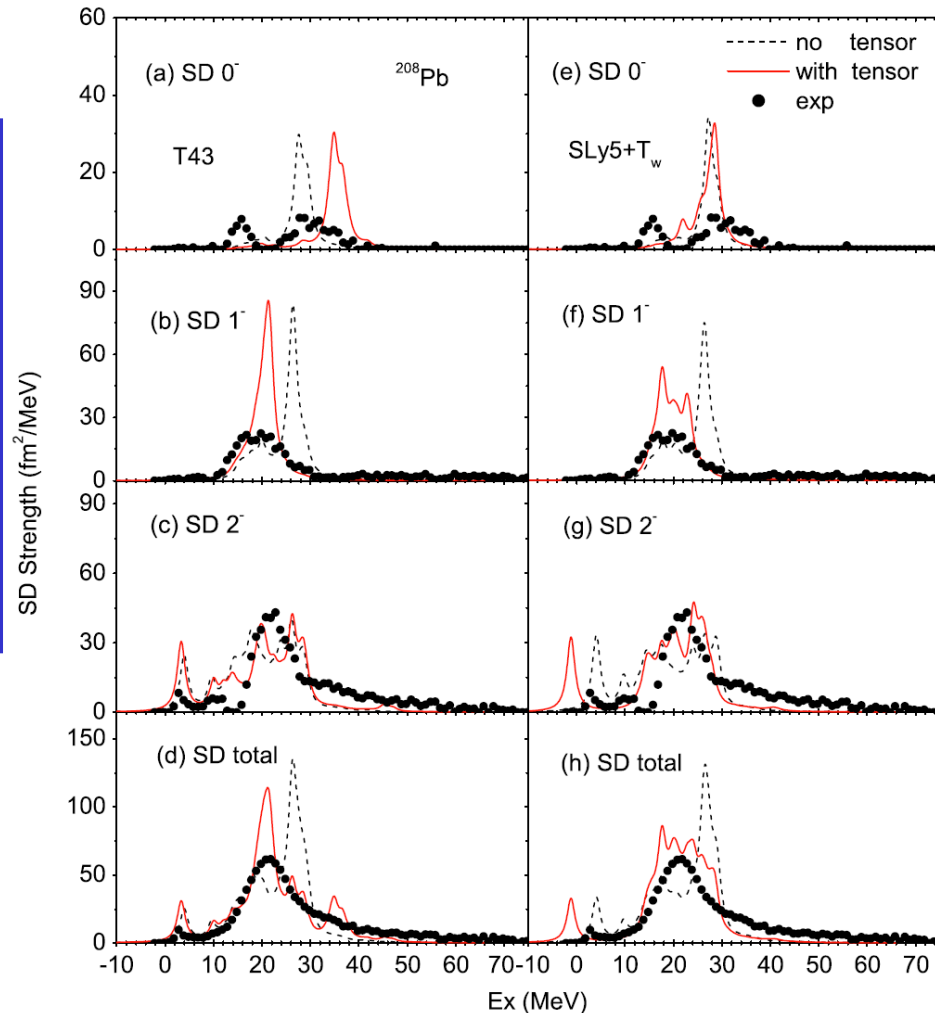 60
40
20
0
(a) SD 0⁻
²⁰⁸Pb
T43
(e) SD 0⁻
no tensor
with tensor
exp
SLy5+T_w
90
60
30
0
(b) SD 1⁻
(f) SD 1⁻
90
60
30
0
(c) SD 2⁻
(g) SD 2⁻
150
100
50
0
(d) SD total
(h) SD total
SD Strength (fm²/MeV)
-10 0 10 20 30 40 50 60 70 -10 0 10 20 30 40 50 60 70
Ex (MeV)